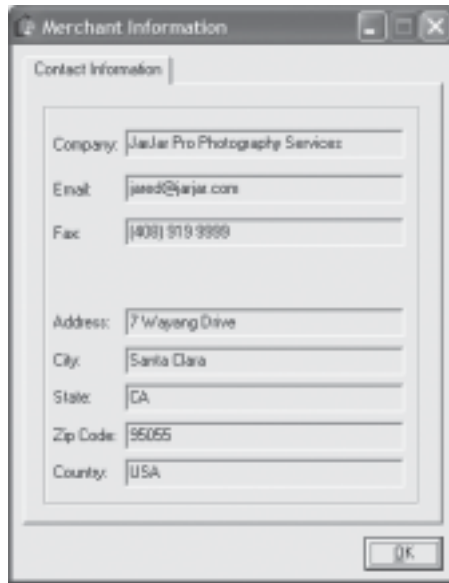 Merchant Information
Contact Information
Company: JarJar Pro Photography Services
Email: jared@jarjar.com
Fax: (408) 919 9999
Address: 7 Wayang Drive
City: Santa Clara
State: CA
Zip Code: 95055
Country: USA
OK